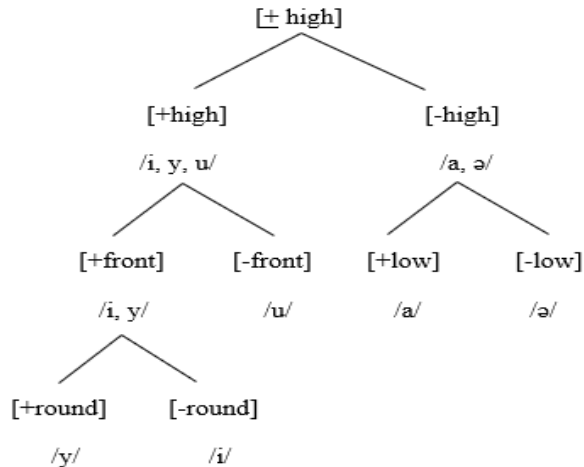 [± high]
[+high] [-high]
/i, y, u/ /a, ə/
[+front] [-front] [+low] [-low]
/i, y/ /u/ /a/ /ə/
[+round] [-round]
/y/ /i/